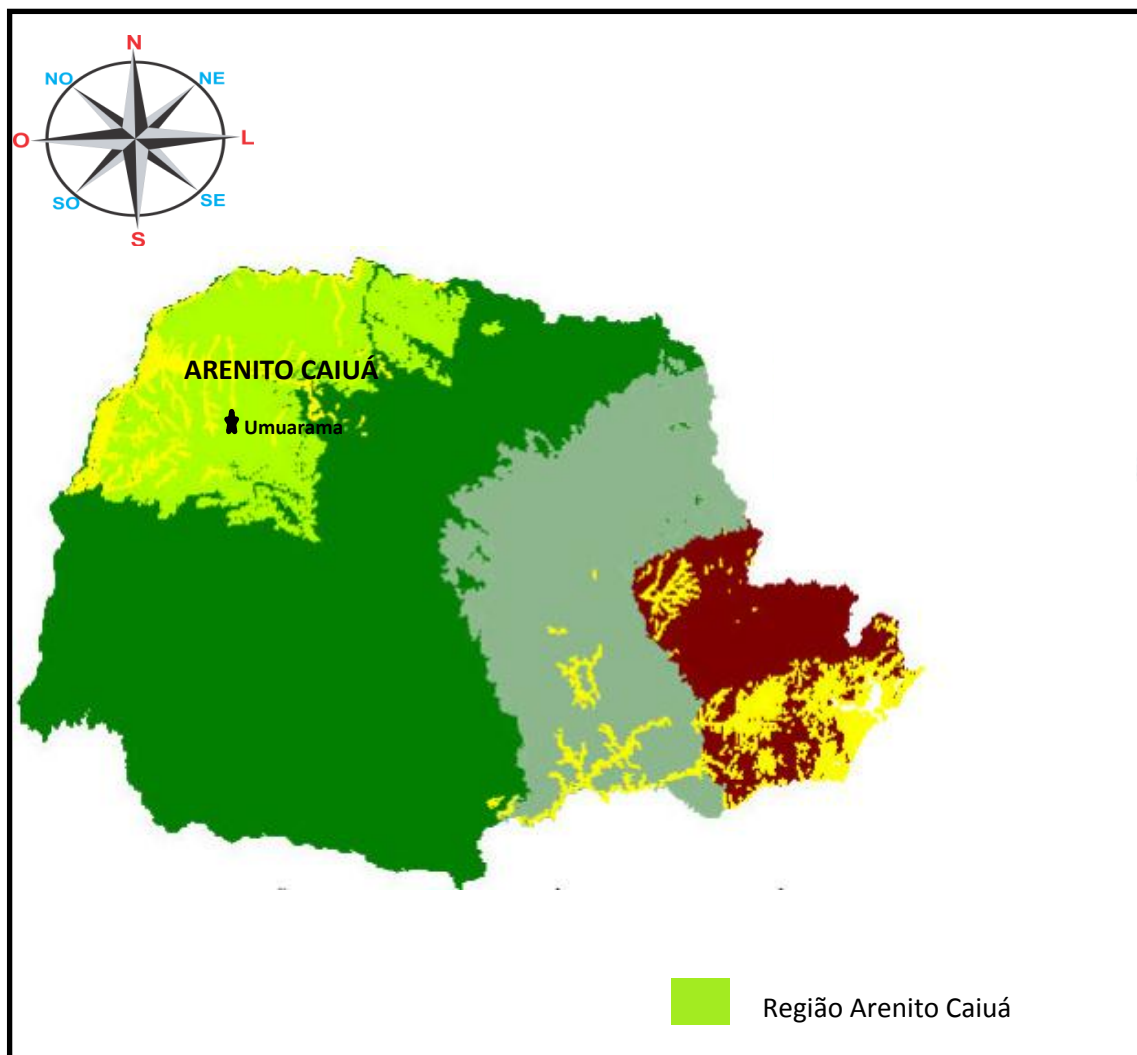 N
NO
NE
O
L
SO
SE
S
ARENITO CAIUÁ
Umuarama
Região Arenito Caiuá